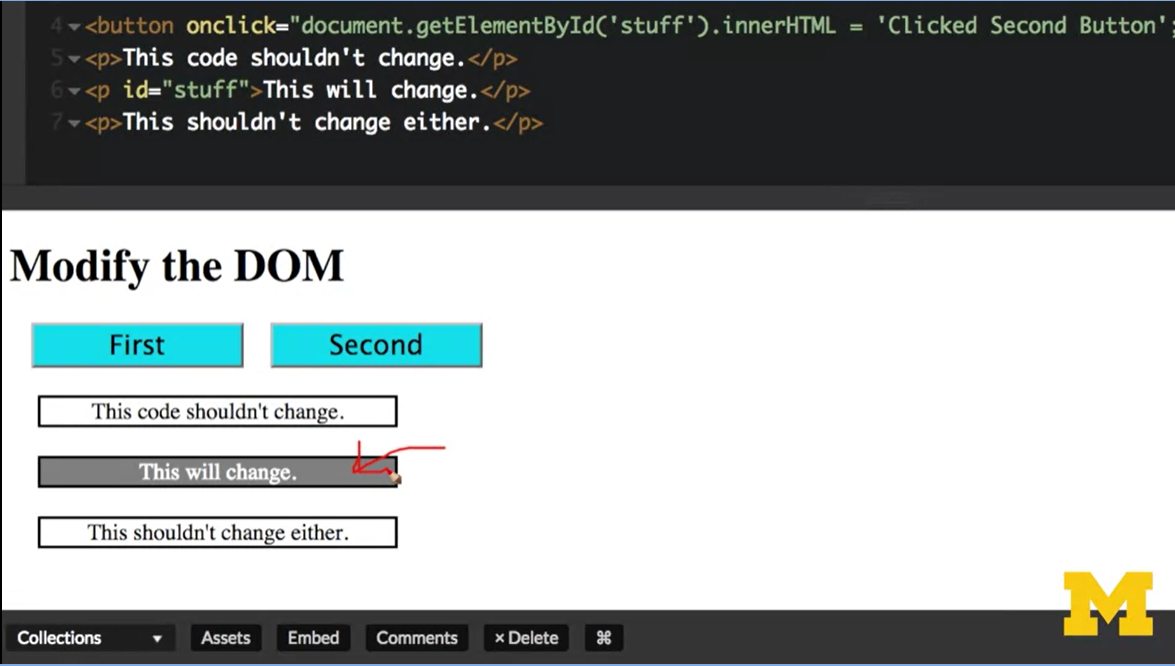 4 <button onclick="document.getElementById('stuff').innerHTML = 'Clicked Second Button';
5 <p>This code shouldn't change.</p>
6 <p id="stuff">This will change.</p>
7 <p>This shouldn't change either.</p>
Modify the DOM
First Second
This code shouldn't change.
This will change.
This shouldn't change either.
M
Collections Assets Embed Comments × Delete ⌘